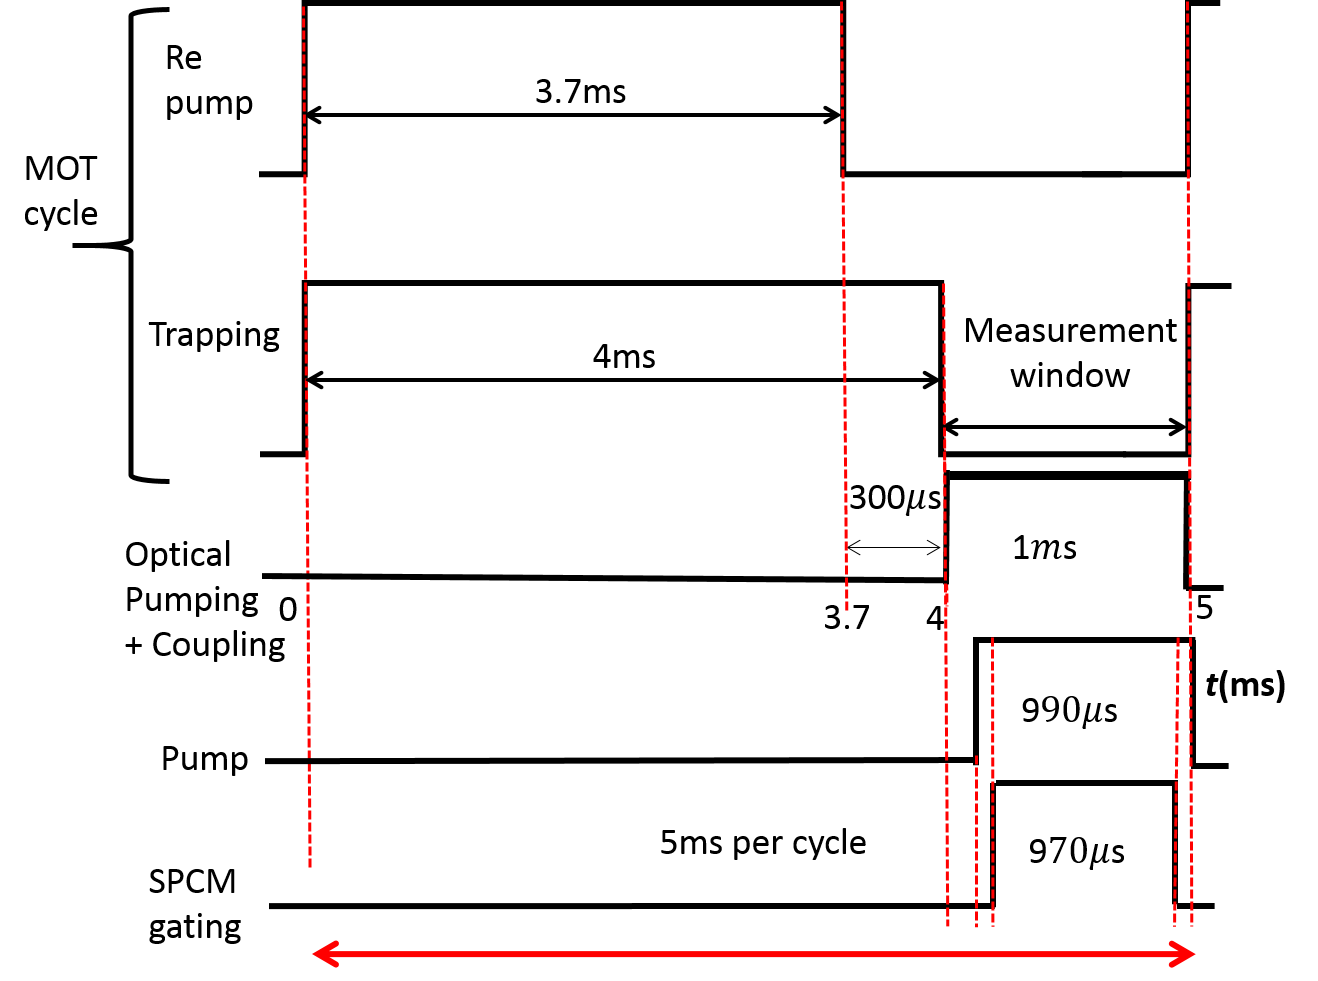 Re
pump
3.7ms
MOT
cycle
Trapping
4ms
Measurement
window
300μs
1ms
Optical
Pumping
+ Coupling
0
3.7
4
5
t(ms)
990μs
Pump
5ms per cycle
970μs
SPCM
gating